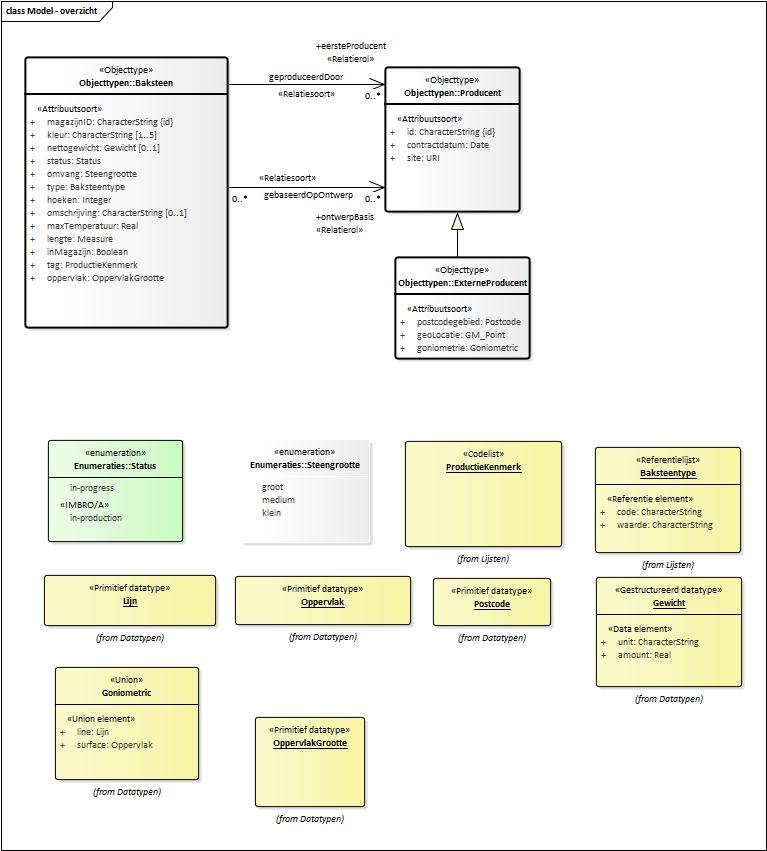 class Model - overzicht
«Objecttype»
Objecttypen::Baksteen
«Attribuutsoort»
+ magazijnID: CharacterString {id}
+ kleur: CharacterString [1..5]
+ nettogewicht: Gewicht [0..1]
+ status: Status
+ omvang: Steengrootte
+ type: Baksteentype
+ hoeken: Integer
+ omschrijving: CharacterString [0..1]
+ maxTemperatuur: Real
+ lengte: Measure
+ inMagazijn: Boolean
+ tag: ProductieKenmerk
+ oppervlak: OppervlakGrootte
+eersteProducent
«Relatierol»
geproduceerdDoor
«Relatiesoort»
0..*
«Relatiesoort»
gebaseerdOpOntwerp
0..*
0..*
+ontwerpBasis
«Relatierol»
«Objecttype»
Objecttypen::Producent
«Attribuutsoort»
+ id: CharacterString {id}
+ contractdatum: Date
+ site: URI
«Objecttype»
Objecttypen::ExterneProducent
«Attribuutsoort»
+ postcodegebied: Postcode
+ geoLocatie: GM_Point
+ goniometrie: Goniometric
«enumeration»
Enumeraties::Status
in-progress
«IMBRO/A»
in-production
«enumeration»
Enumeraties::Steengrootte
groot
medium
klein
«Codelist»
ProductieKenmerk
(from Lijsten)
«Referentielijst»
Baksteentype
«Referentie element»
+ code: CharacterString
+ waarde: CharacterString
(from Lijsten)
«Primitief datatype»
Lijn
(from Datatypen)
«Primitief datatype»
Oppervlak
(from Datatypen)
«Primitief datatype»
Postcode
(from Datatypen)
«Gestructureerd datatype»
Gewicht
«Data element»
+ unit: CharacterString
+ amount: Real
(from Datatypen)
«Union»
Goniometric
«Union element»
+ line: Lijn
+ surface: Oppervlak
(from Datatypen)
«Primitief datatype»
OppervlakGrootte
(from Datatypen)